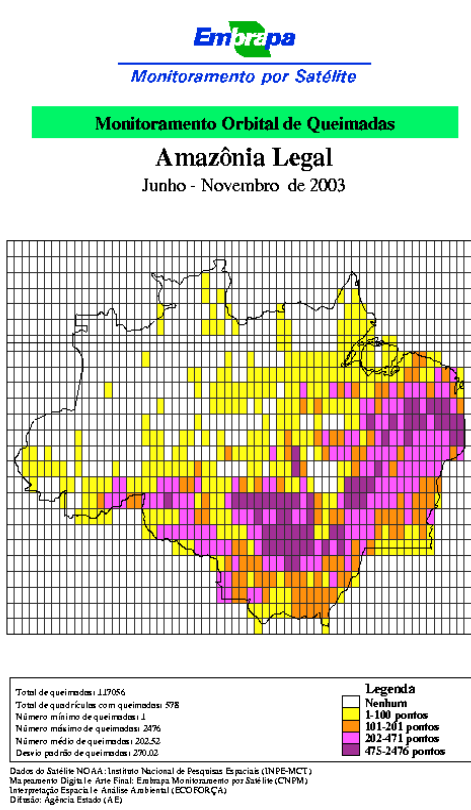 Embrapa
Monitoramento por Satélite
Monitoramento Orbital de Queimadas
Amazônia Legal
Junho - Novembro de 2003
Total de queimadas: 117056
Total de quadrículas com queimadas: 578
Número mínimo de queimadas: 1
Número máximo de queimadas: 2476
Número médio de queimadas: 202.52
Desvio padrão de queimadas: 270.02
Legenda
Nenhum
1-100 pontos
101-201 pontos
202-471 pontos
475-2476 pontos
Dados do Satélite NOAA: Instituto Nacional de Pesquisas Espaciais (INPE-MCT)
Mapeamento Digital e Arte Final: Embrapa Monitoramento por Satélite (CNPM)
Interpretação Espacial e Análise Ambiental (ECOFORÇA)
Difusão: Agência Estado (AE)